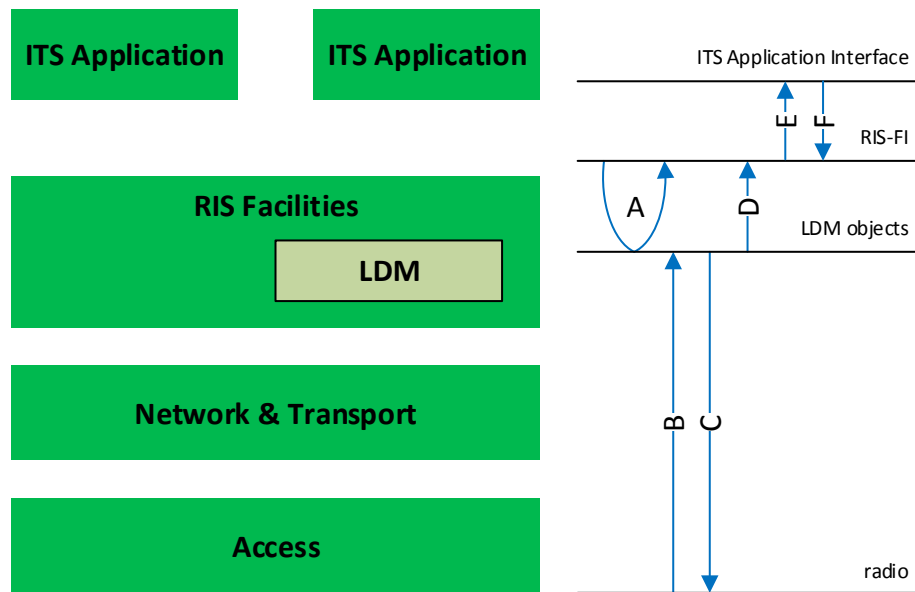 ITS Application
ITS Application
ITS Application Interface
E
F
RIS-FI
RIS Facilities
A
D
LDM objects
LDM
Network & Transport
B
C
Access
radio